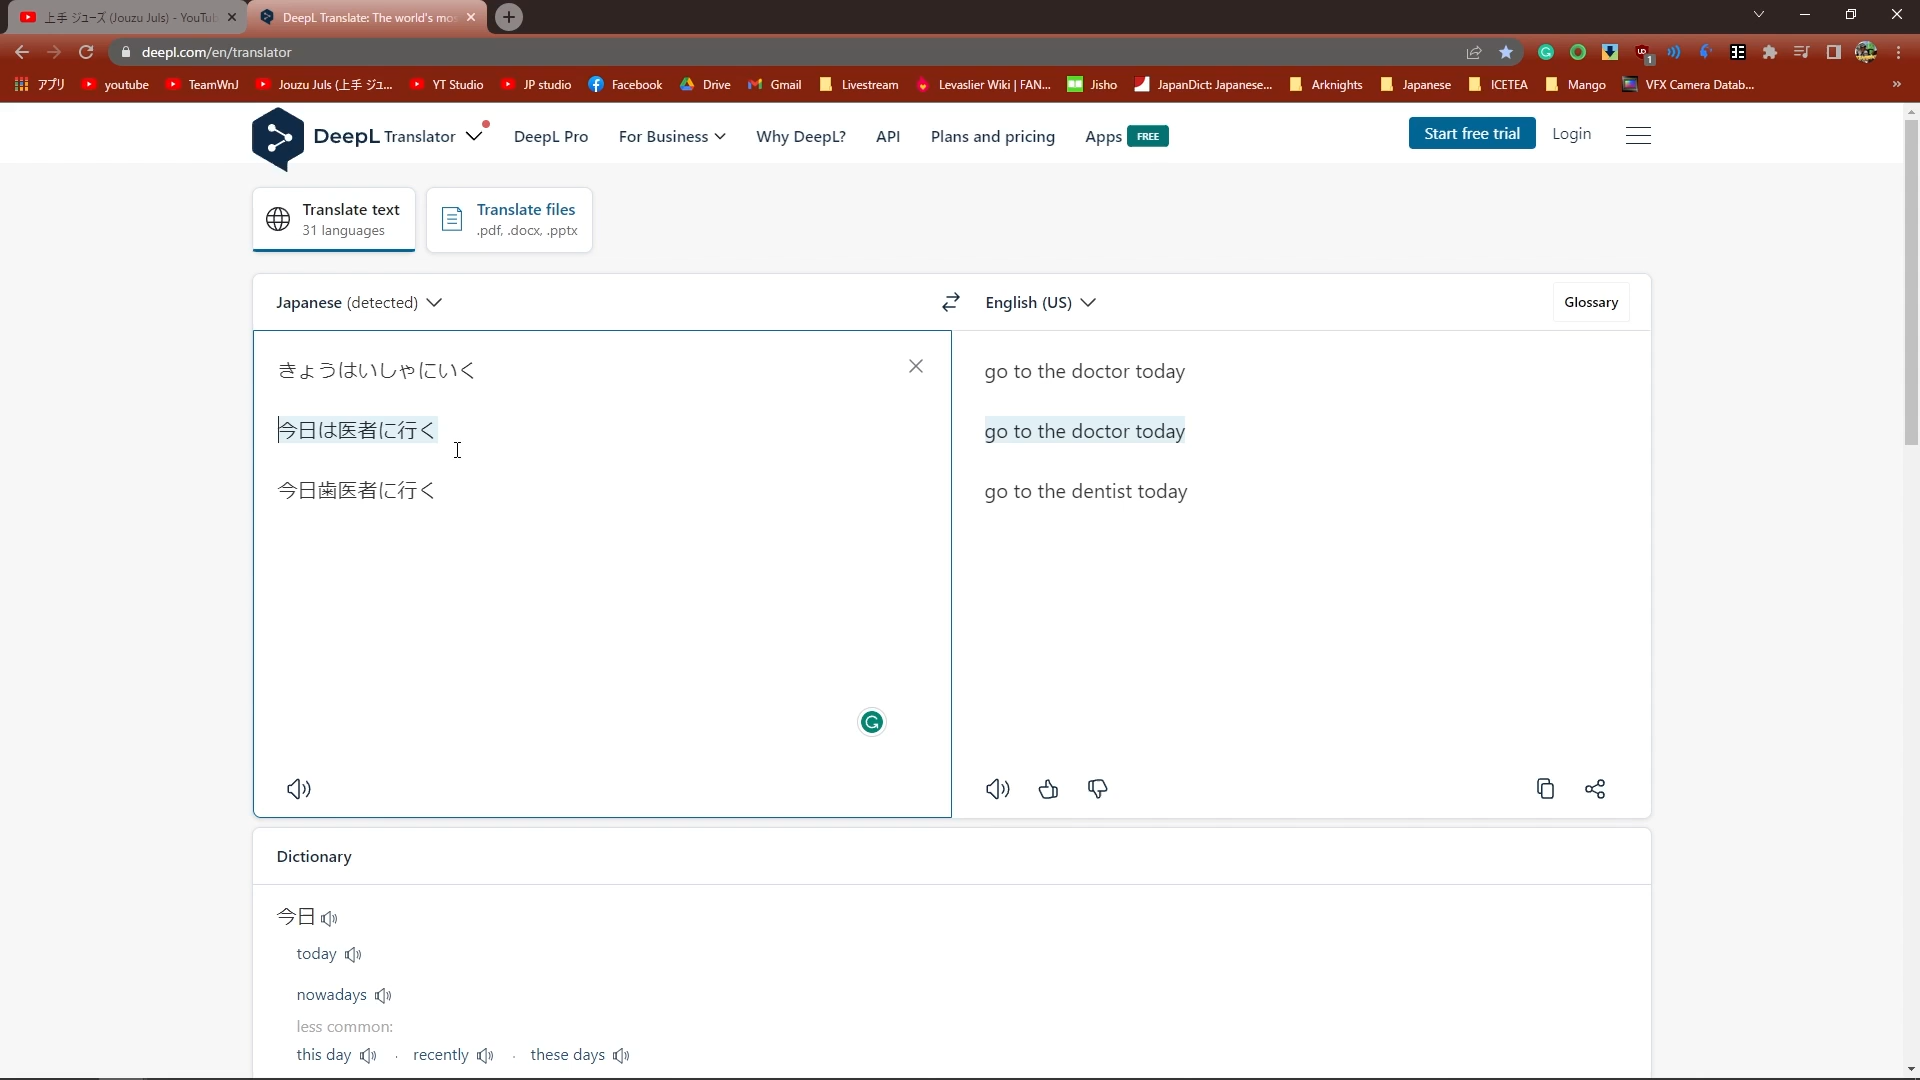 上手 ジユーズ (Jouzu Juls) - YouTu
DeepL Translate: The world's mos
deepl.com/en/translator
アプリ youtube TeamWnJ Jouzu Juls (上手 ジユ... YT Studio JP studio Facebook Drive Gmail Livestream Levaslier Wiki | FAN... Jisho JapanDict: Japanese... Arknights Japanese ICETEA Mango VFX Camera Datab... »
DeepL Translator DeepL Pro For Business Why DeepL? API Plans and pricing Apps FREE Start free trial Login
Translate text
31 languages
Translate files
.pdf, .docx, .pptx
Japanese (detected) English (US) Glossary
きょうはいしゃにいく
go to the doctor today
今日は医者に行く
go to the doctor today
今日歯医者に行く
go to the dentist today
Dictionary
今日
today
nowadays
less common:
this day · recently · these days